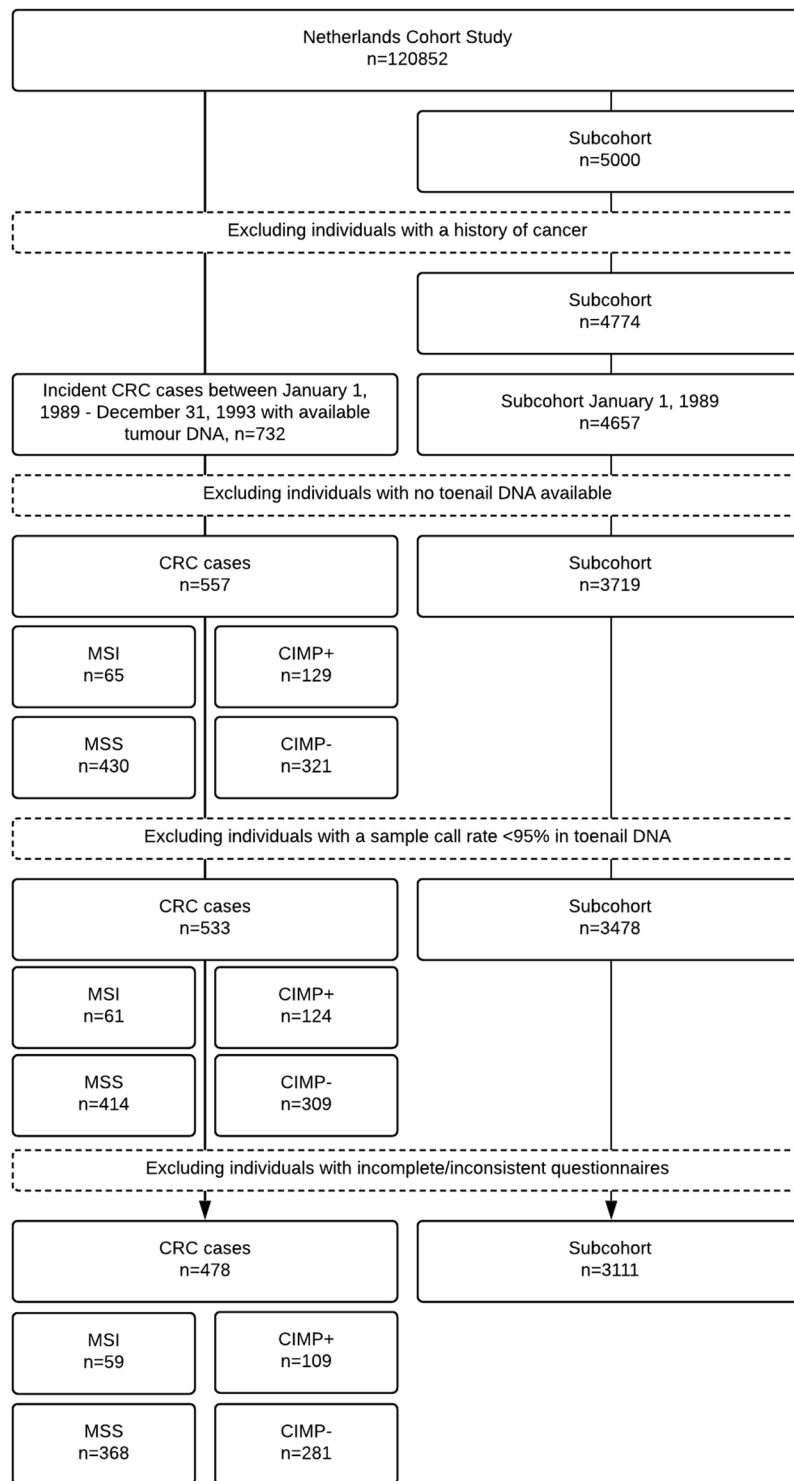 Netherlands Cohort Study
n=120852
Subcohort
n=5000
Excluding individuals with a history of cancer
Subcohort
n=4774
Incident CRC cases between January 1,
1989 - December 31, 1993 with available
tumour DNA, n=732
Subcohort January 1, 1989
n=4657
Excluding individuals with no toenail DNA available
CRC cases
n=557
Subcohort
n=3719
MSI
n=65
CIMP+
n=129
MSS
n=430
CIMP-
n=321
Excluding individuals with a sample call rate <95% in toenail DNA
CRC cases
n=533
Subcohort
n=3478
MSI
n=61
CIMP+
n=124
MSS
n=414
CIMP-
n=309
Excluding individuals with incomplete/inconsistent questionnaires
CRC cases
n=478
Subcohort
n=3111
MSI
n=59
CIMP+
n=109
MSS
n=368
CIMP-
n=281